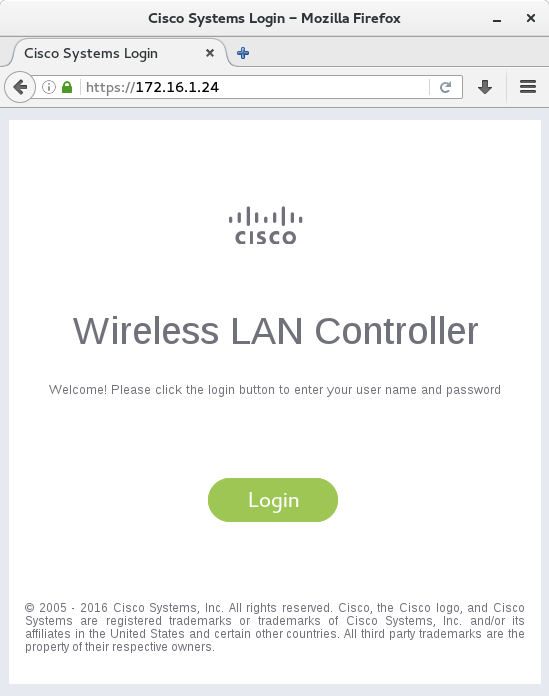 Cisco Systems Login – Mozilla Firefox
Cisco Systems Login
https://172.16.1.24
CISCO
Wireless LAN Controller
Welcome! Please click the login button to enter your user name and password
Login
© 2005 - 2016 Cisco Systems, Inc. All rights reserved. Cisco, the Cisco logo, and Cisco
Systems are registered trademarks or trademarks of Cisco Systems, Inc. and/or its
affiliates in the United States and certain other countries. All third party trademarks are the
property of their respective owners.